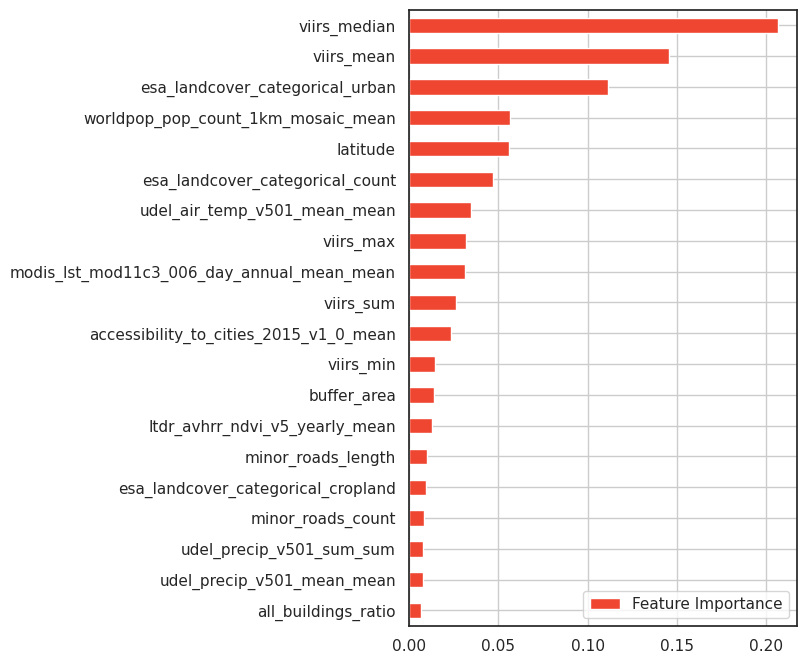 viirs_median
viirs_mean
esa_landcover_categorical_urban
worldpop_pop_count_1km_mosaic_mean
latitude
esa_landcover_categorical_count
udel_air_temp_v501_mean_mean
viirs_max
modis_lst_mod11c3_006_day_annual_mean_mean
viirs_sum
accessibility_to_cities_2015_v1_0_mean
viirs_min
buffer_area
ltdr_avhrr_ndvi_v5_yearly_mean
minor_roads_length
esa_landcover_categorical_cropland
minor_roads_count
udel_precip_v501_sum_sum
udel_precip_v501_mean_mean
all_buildings_ratio
Feature Importance
0.00 0.05 0.10 0.15 0.20